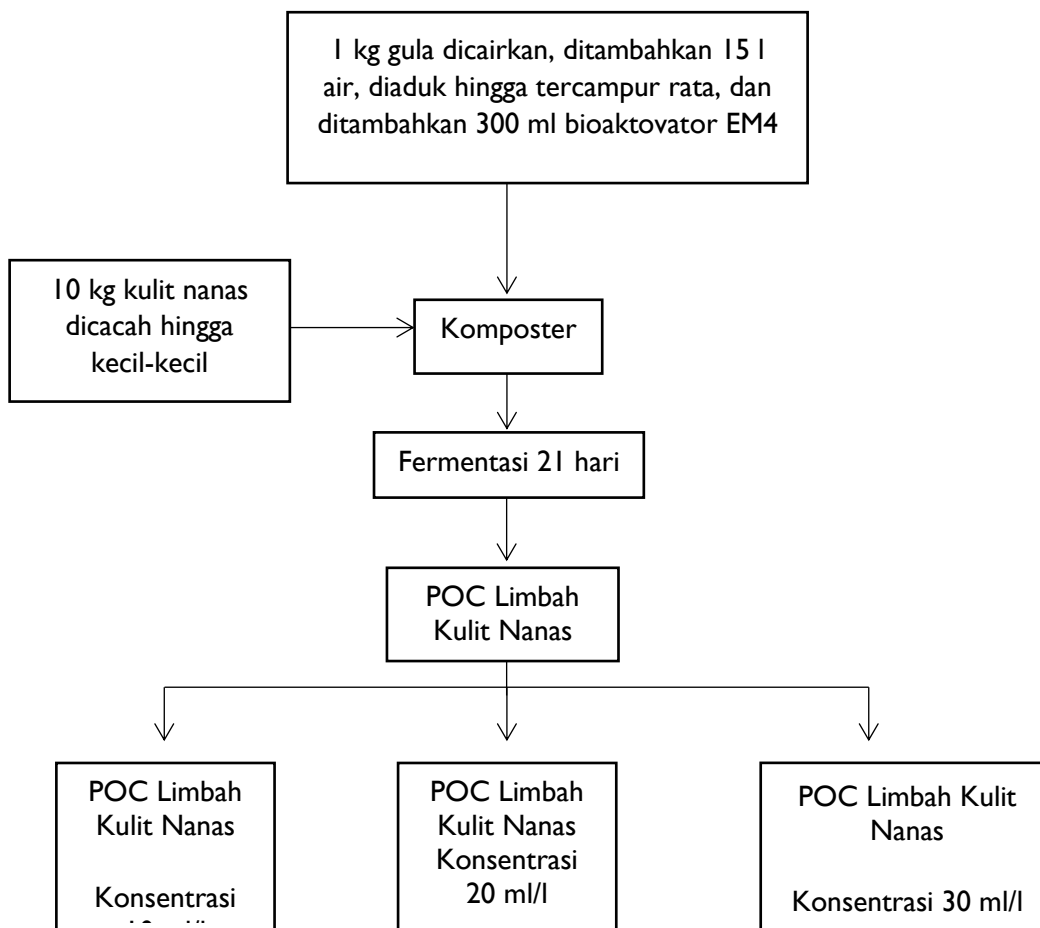 1 kg gula dicairkan, ditambahkan 15 l
air, diaduk hingga tercampur rata, dan
ditambahkan 300 ml bioaktovator EM4
10 kg kulit nanas
dicacah hingga
kecil-kecil
Komposter
Fermentasi 21 hari
POC Limbah
Kulit Nanas
POC Limbah
Kulit Nanas
Konsentrasi
POC Limbah
Kulit Nanas
Konsentrasi
20 ml/l
POC Limbah Kulit
Nanas
Konsentrasi 30 ml/l